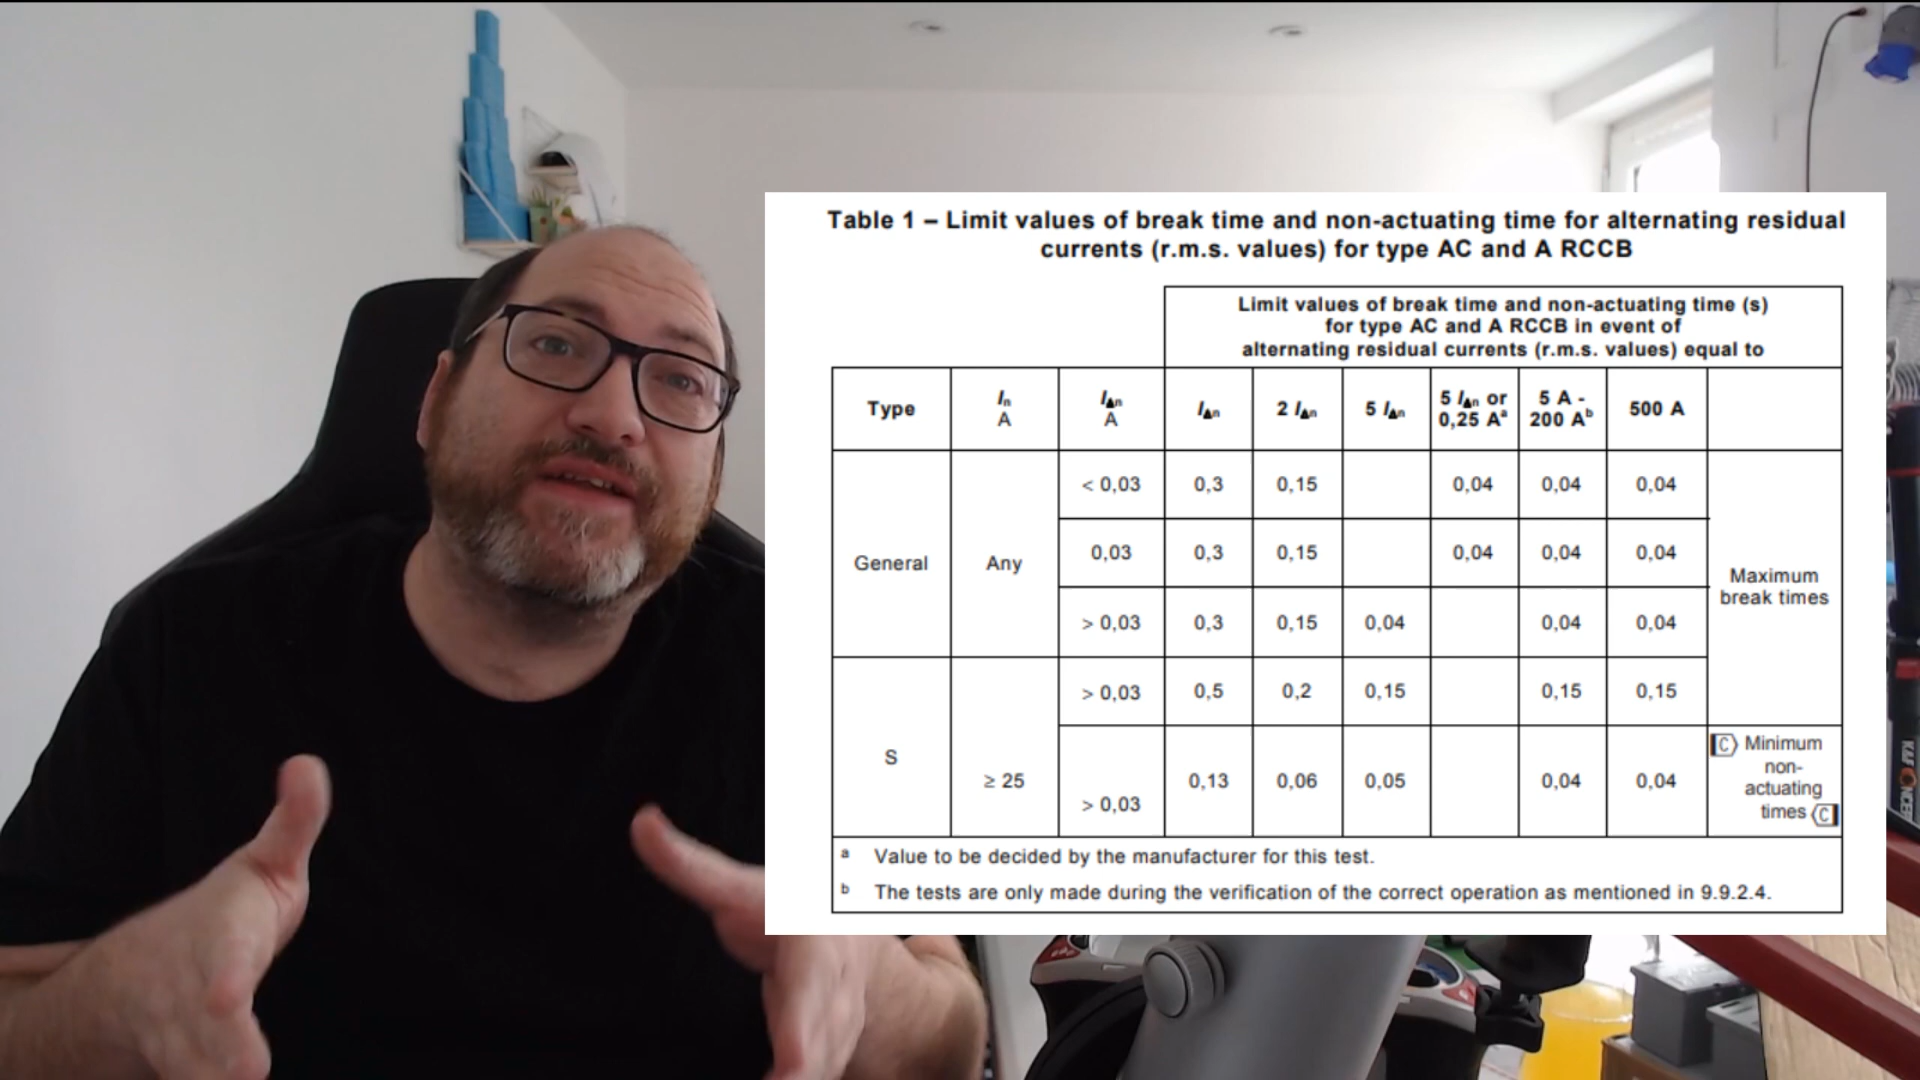 Table 1 – Limit values of break time and non-actuating time for alternating residual
currents (r.m.s. values) for type AC and A RCCB
Limit values of break time and non-actuating time (s)
for type AC and A RCCB in event of
alternating residual currents (r.m.s. values) equal to
Type Iₙ A I▲n A I▲n 2 I▲n 5 I▲n 5 I▲n or 0,25 Aᵃ 5 A - 200 Aᵇ 500 A
General Any < 0,03 0,3 0,15 0,04 0,04 0,04 Maximum break times
0,03 0,3 0,15 0,04 0,04 0,04
> 0,03 0,3 0,15 0,04 0,04 0,04
S ≥ 25 > 0,03 0,5 0,2 0,15 0,15 0,15
> 0,03 0,13 0,06 0,05 0,04 0,04 C Minimum non-actuating times C
a Value to be decided by the manufacturer for this test.
b The tests are only made during the verification of the correct operation as mentioned in 9.9.2.4.